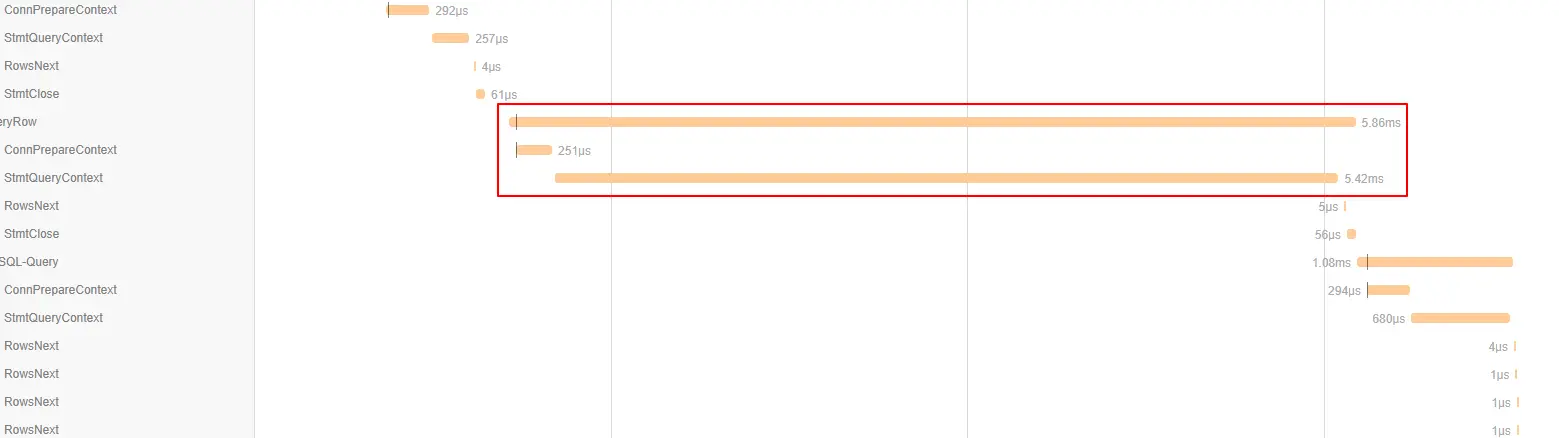 ConnPrepareContext 292µs
StmtQueryContext 257µs
RowsNext 4µs
StmtClose 61µs
eryRow 5.86ms
ConnPrepareContext 251µs
StmtQueryContext 5.42ms
RowsNext 5µs
StmtClose 56µs
SQL-Query 1.08ms
ConnPrepareContext 294µs
StmtQueryContext 680µs
RowsNext 4µs
RowsNext 1µs
RowsNext 1µs
RowsNext 1µs